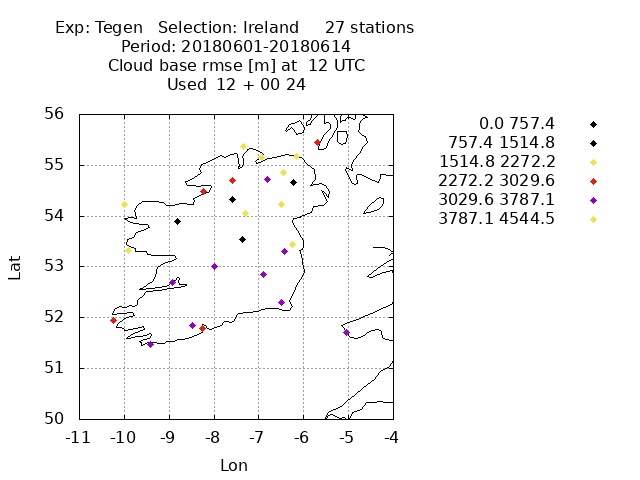 Exp: Tegen   Selection: Ireland     27 stations
Period: 20180601-20180614
Cloud base rmse [m] at  12 UTC
Used  12 + 00 24
0.0 757.4
757.4 1514.8
1514.8 2272.2
2272.2 3029.6
3029.6 3787.1
3787.1 4544.5
56
55
54
53
52
51
50
Lat
-11 -10 -9 -8 -7 -6 -5 -4
Lon